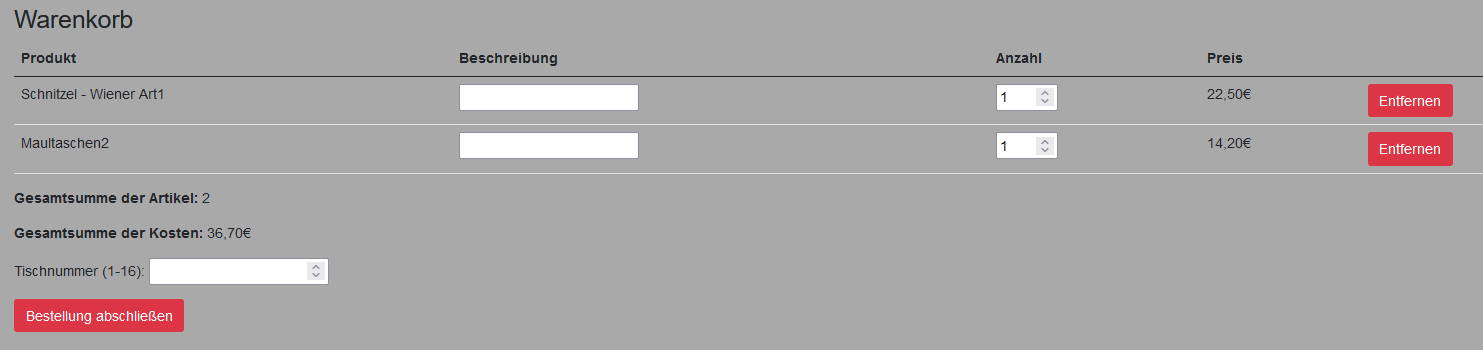 Warenkorb
Produkt Beschreibung Anzahl Preis
Schnitzel - Wiener Art1 1 22,50€ Entfernen
Maultaschen2 1 14,20€ Entfernen
Gesamtsumme der Artikel: 2
Gesamtsumme der Kosten: 36,70€
Tischnummer (1-16):
Bestellung abschließen